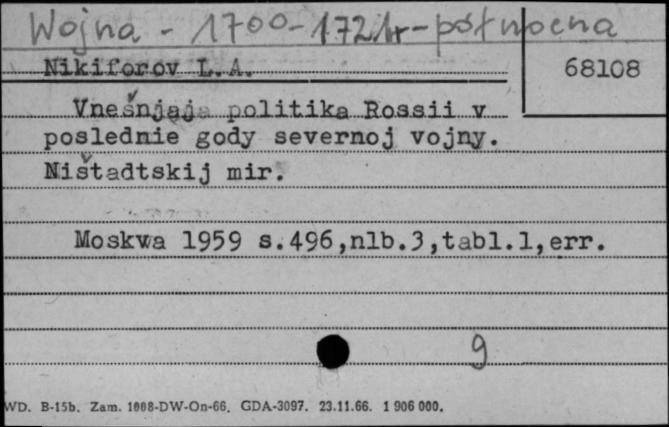 Wojna - 1700-1721r - północna
Nikiforov L.A.
68108
Vnešnjaja politika Rossii v
poslednie gody severnoj vojny.
Ništadtskij mir.
Moskwa 1959 s.496,nlb.3,tabl.1,err.
9
WD. B-15b. Zam. 1008-DW-On-66. GDA-3097. 23.11.66. 1 906 000.